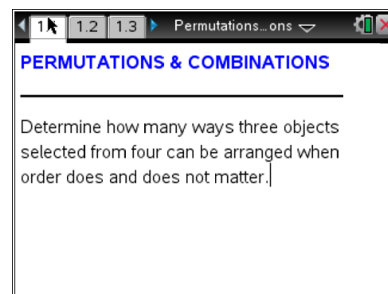 1.1 1.2 1.3 Permutations...ons
PERMUTATIONS & COMBINATIONS
Determine how many ways three objects
selected from four can be arranged when
order does and does not matter.